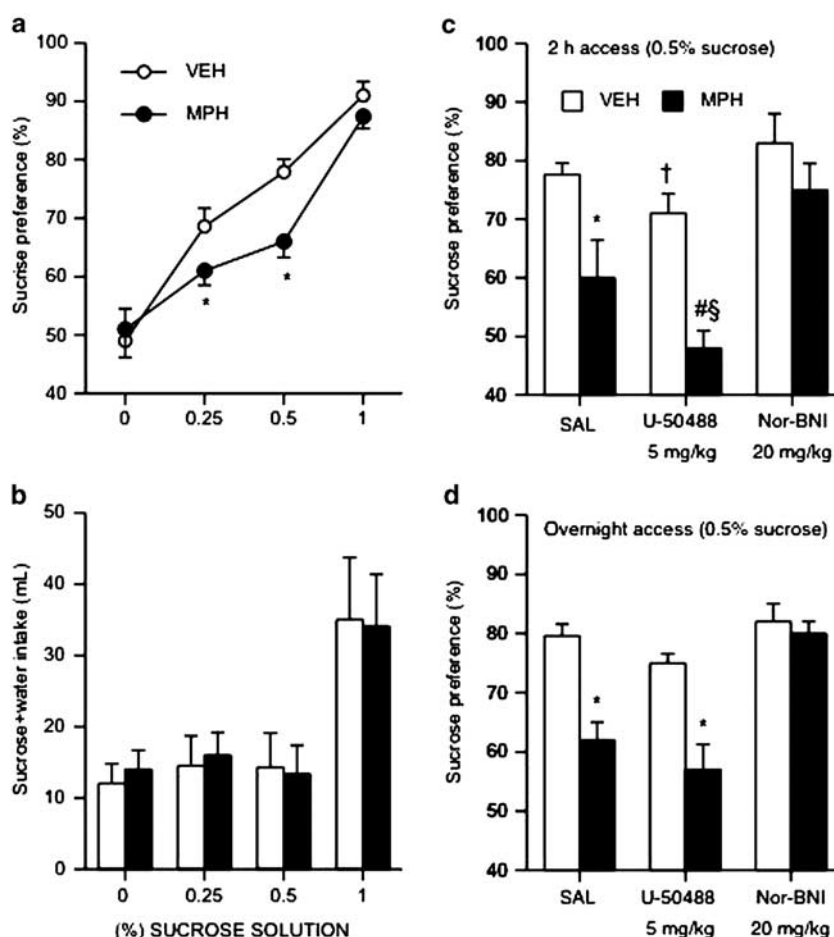 a
100
90
80
70
60
50
40
Sucrise preference (%)
VEH
MPH
*
*
0 0.25 0.5 1
b
50
40
30
20
10
0
Sucrose+water intake (mL)
0 0.25 0.5 1
(%) SUCROSE SOLUTION
c
100
90
80
70
60
50
40
Sucrose preference (%)
2 h access (0.5% sucrose)
VEH MPH
*
†
#§
SAL U-50488 Nor-BNI
5 mg/kg 20 mg/kg
d
100
90
80
70
60
50
40
Sucrose preference (%)
Overnight access (0.5% sucrose)
*
*
SAL U-50488 Nor-BNI
5 mg/kg 20 mg/kg